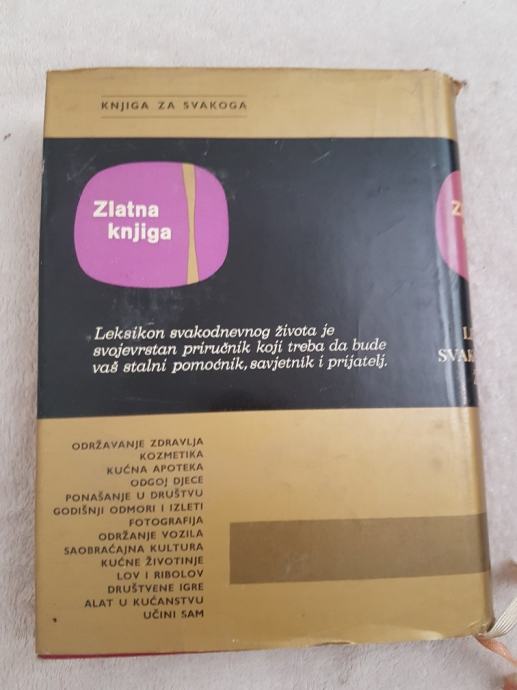 KNJIGA ZA SVAKOGA
Zlatna
knjiga
Leksikon svakodnevnog života je
svojevrstan priručnik koji treba da bude
vaš stalni pomoćnik, savjetnik i prijatelj.
ODRŽAVANJE ZDRAVLJA
KOZMETIKA
KUĆNA APOTEKA
ODGOJ DJECE
PONAŠANJE U DRUŠTVU
GODIŠNJI ODMORI I IZLETI
FOTOGRAFIJA
ODRŽANJE VOZILA
SAOBRAĆAJNA KULTURA
KUĆNE ŽIVOTINJE
LOV I RIBOLOV
DRUŠTVENE IGRE
ALAT U KUĆANSTVU
UČINI SAM